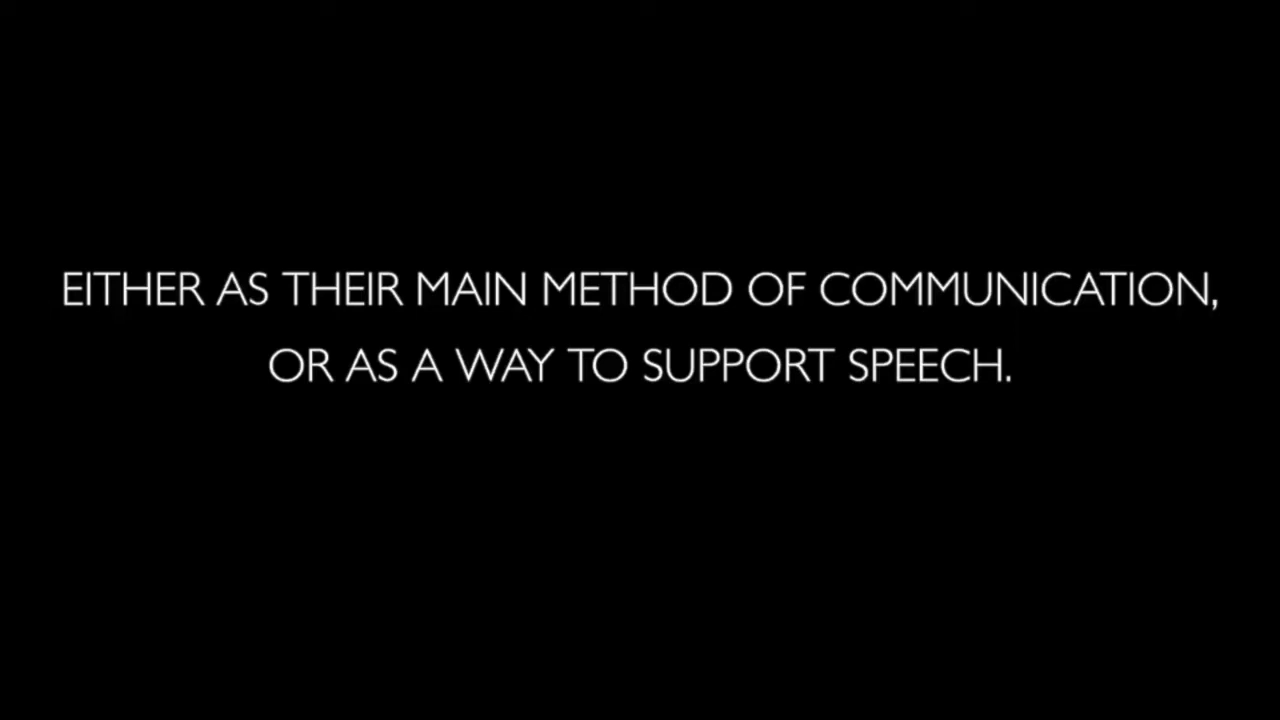 EITHER AS THEIR MAIN METHOD OF COMMUNICATION,
OR AS A WAY TO SUPPORT SPEECH.